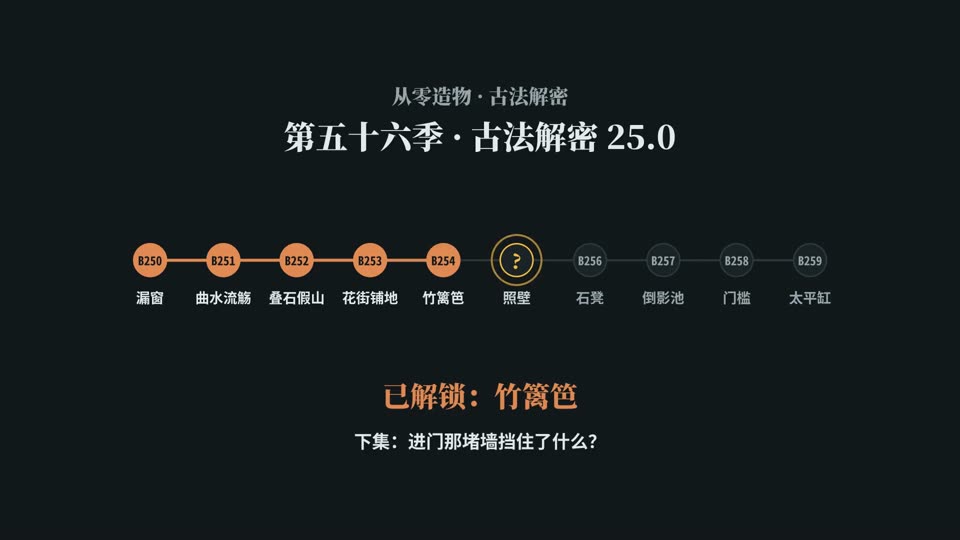 从零造物 · 古法解密
第五十六季 · 古法解密 25.0
B250 B251 B252 B253 B254 ? B256 B257 B258 B259
漏窗 曲水流觞 叠石假山 花街铺地 竹篱笆 照壁 石凳 倒影池 门槛 太平缸
已解锁：竹篱笆
下集：进门那堵墙挡住了什么？